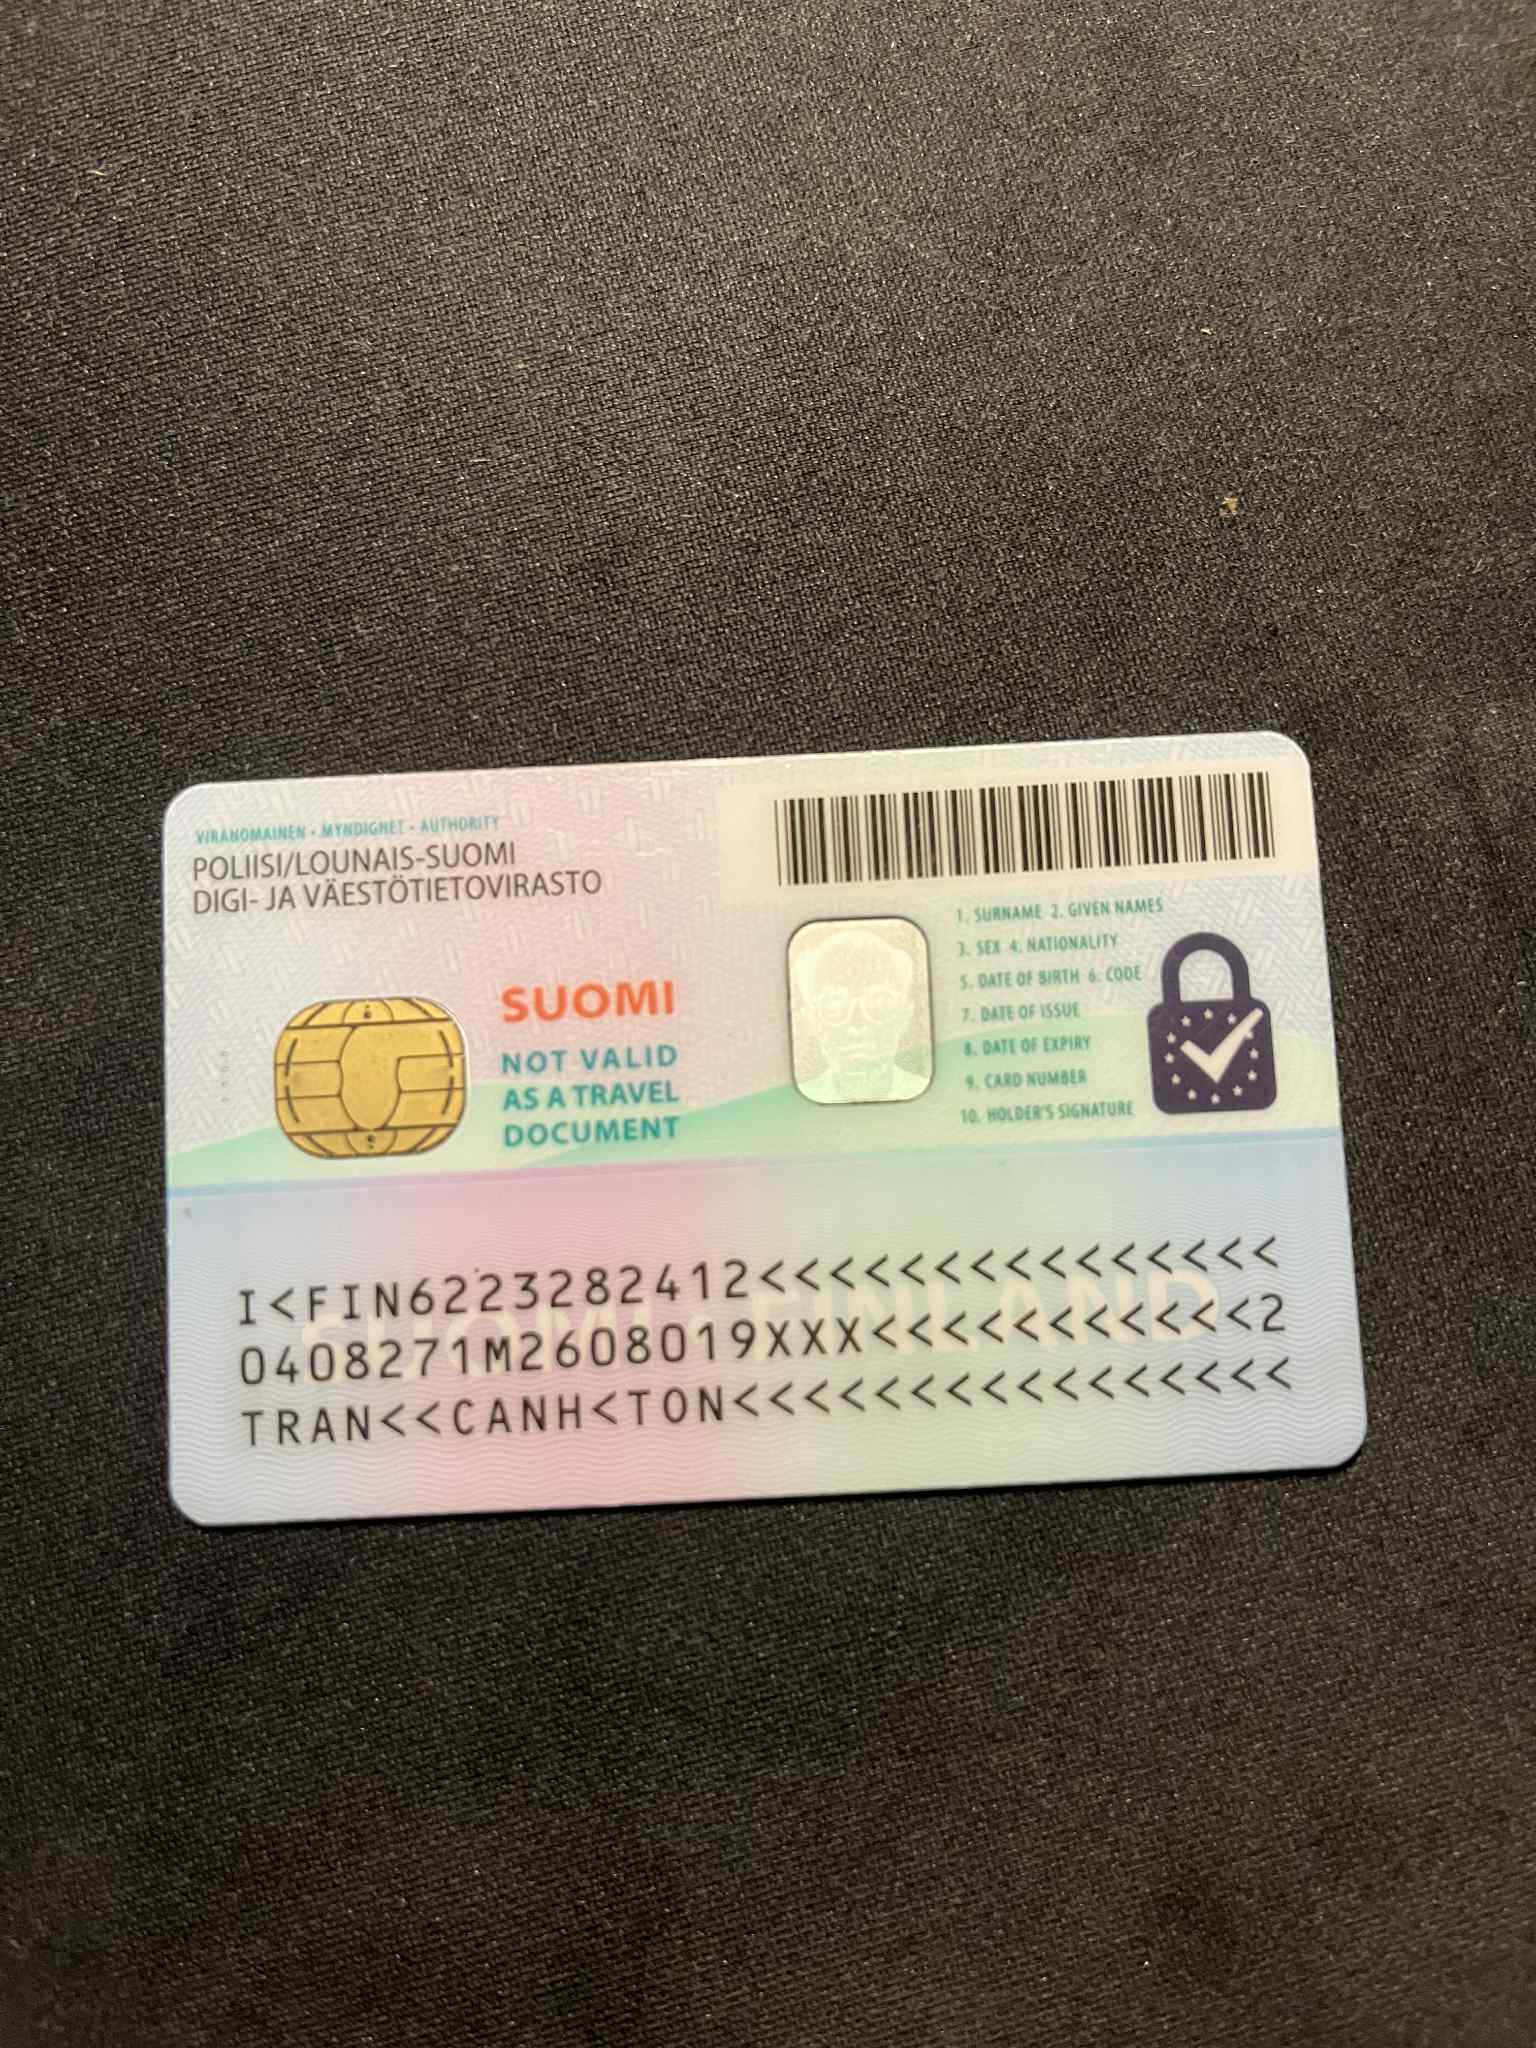 VIRANOMAINEN • MYNDIGHET • AUTHORITY
POLIISI/LOUNAIS-SUOMI
DIGI- JA VÄESTÖTIETOVIRASTO
SUOMI
NOT VALID
AS A TRAVEL
DOCUMENT
1. SURNAME 2. GIVEN NAMES
3. SEX 4. NATIONALITY
5. DATE OF BIRTH 6. CODE
7. DATE OF ISSUE
8. DATE OF EXPIRY
9. CARD NUMBER
10. HOLDER'S SIGNATURE
SUOMI FINLAND
I<FIN6223282412<<<<<<<<<<<<<<<
0408271M2608019XXX<<<<<<<<<<<2
TRAN<<CANH<TON<<<<<<<<<<<<<<<<